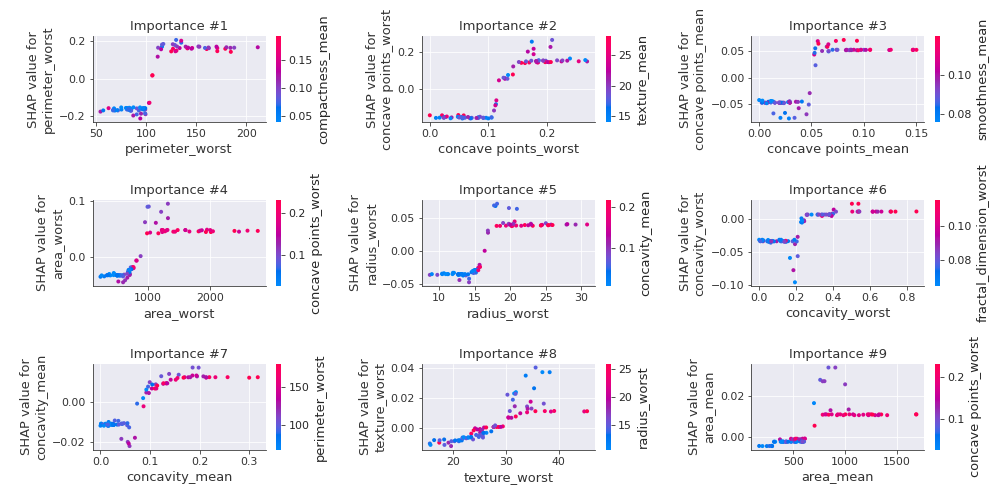 Importance #1
SHAP value for
perimeter_worst
0.2
0.0
−0.2
50
100
150
200
perimeter_worst
0.15
0.10
0.05
compactness_mean
Importance #2
SHAP value for
concave points_worst
0.2
0.0
0.0
0.1
0.2
concave points_worst
25
20
15
texture_mean
Importance #3
SHAP value for
concave points_mean
0.05
0.00
−0.05
0.00
0.05
0.10
0.15
concave points_mean
0.10
0.08
smoothness_mean
Importance #4
SHAP value for
area_worst
0.1
0.0
1000
2000
area_worst
0.2
0.1
concave points_worst
Importance #5
SHAP value for
radius_worst
0.05
0.00
−0.05
10
15
20
25
30
radius_worst
0.2
0.1
concavity_mean
Importance #6
SHAP value for
concavity_worst
0.00
−0.05
−0.10
0.0
0.2
0.4
0.6
0.8
concavity_worst
0.10
0.08
fractal_dimension_worst
Importance #7
SHAP value for
concavity_mean
0.00
−0.02
0.0
0.1
0.2
0.3
concavity_mean
150
100
perimeter_worst
Importance #8
SHAP value for
texture_worst
0.04
0.02
0.00
20
30
40
texture_worst
25
20
15
radius_worst
Importance #9
SHAP value for
area_mean
0.02
0.00
500
1000
1500
area_mean
0.2
0.1
concave points_worst